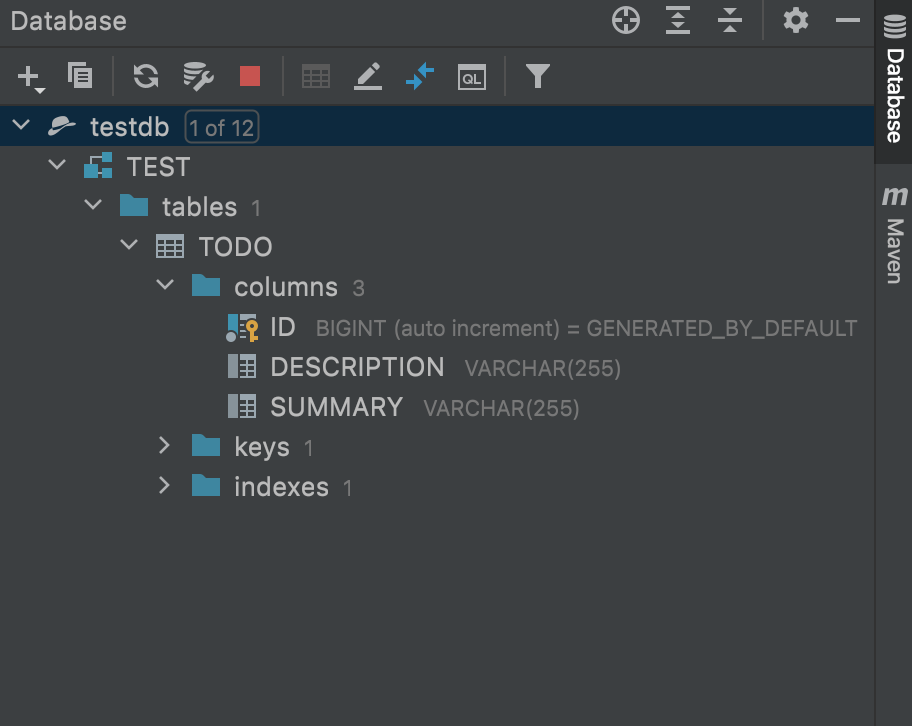 Database
QL
testdb 1 of 12
TEST
tables 1
TODO
columns 3
ID BIGINT (auto increment) = GENERATED_BY_DEFAULT
DESCRIPTION VARCHAR(255)
SUMMARY VARCHAR(255)
keys 1
indexes 1
Database
m
Maven